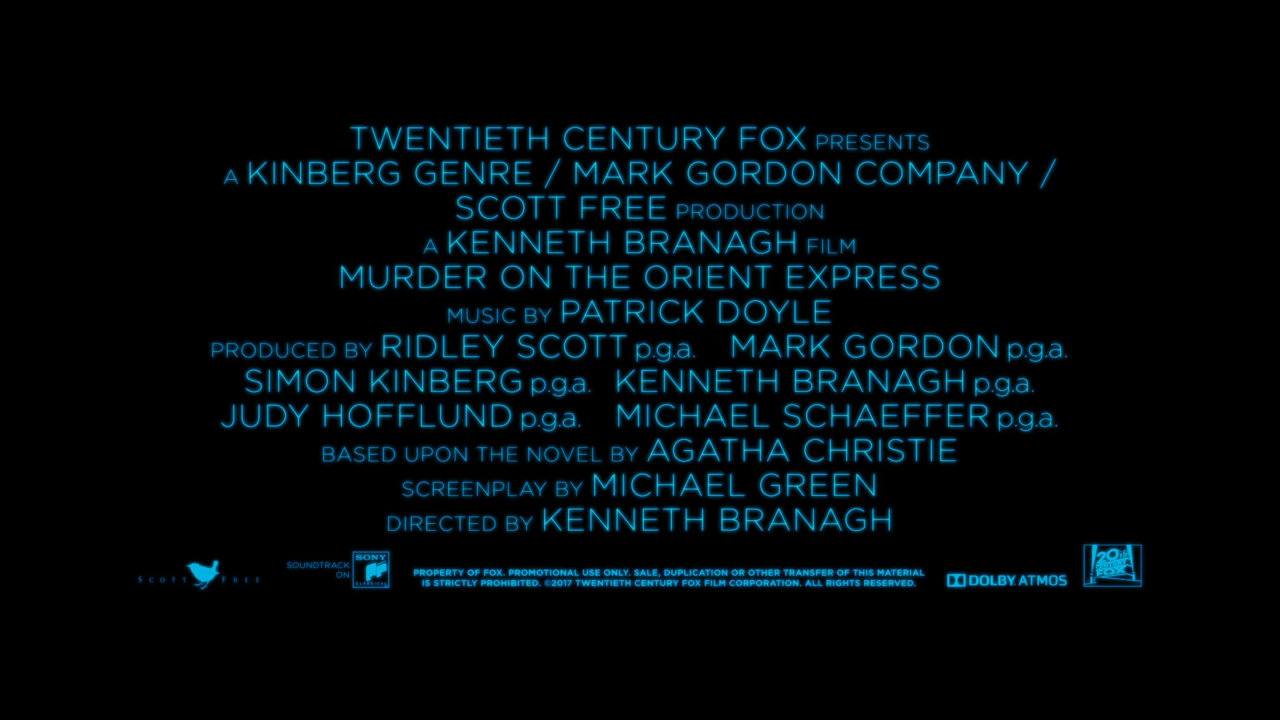 TWENTIETH CENTURY FOX PRESENTS
A KINBERG GENRE / MARK GORDON COMPANY /
SCOTT FREE PRODUCTION
A KENNETH BRANAGH FILM
MURDER ON THE ORIENT EXPRESS
MUSIC BY PATRICK DOYLE
PRODUCED BY RIDLEY SCOTT p.g.a. MARK GORDON p.g.a.
SIMON KINBERG p.g.a. KENNETH BRANAGH p.g.a.
JUDY HOFFLUND p.g.a. MICHAEL SCHAEFFER p.g.a.
BASED UPON THE NOVEL BY AGATHA CHRISTIE
SCREENPLAY BY MICHAEL GREEN
DIRECTED BY KENNETH BRANAGH
SCOTT FREE
SOUNDTRACK
ON
SONY
CLASSICAL
PROPERTY OF FOX. PROMOTIONAL USE ONLY. SALE, DUPLICATION OR OTHER TRANSFER OF THIS MATERIAL
IS STRICTLY PROHIBITED. ©2017 TWENTIETH CENTURY FOX FILM CORPORATION. ALL RIGHTS RESERVED.
DOLBY ATMOS
20th
CENTURY
FOX